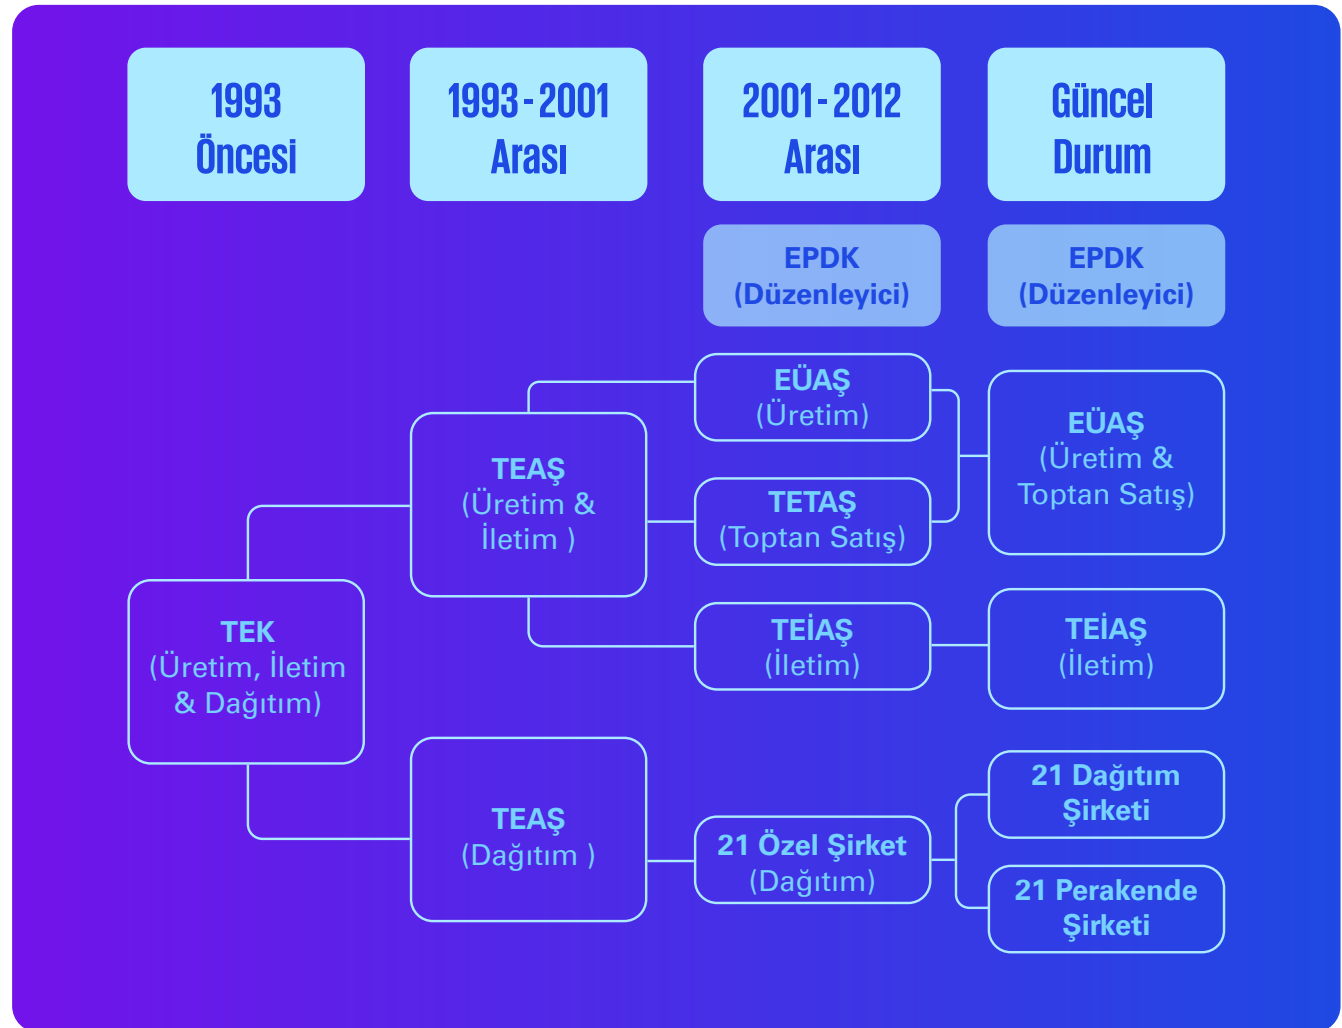 1993
Öncesi
1993-2001
Arası
2001-2012
Arası
Güncel
Durum
EPDK
(Düzenleyici)
EPDK
(Düzenleyici)
TEK
(Üretim, İletim
& Dağıtım)
TEAŞ
(Üretim &
İletim )
TEAŞ
(Dağıtım )
EÜAŞ
(Üretim)
TETAŞ
(Toptan Satış)
TEİAŞ
(İletim)
21 Özel Şirket
(Dağıtım)
EÜAŞ
(Üretim &
Toptan Satış)
TEİAŞ
(İletim)
21 Dağıtım
Şirketi
21 Perakende
Şirketi